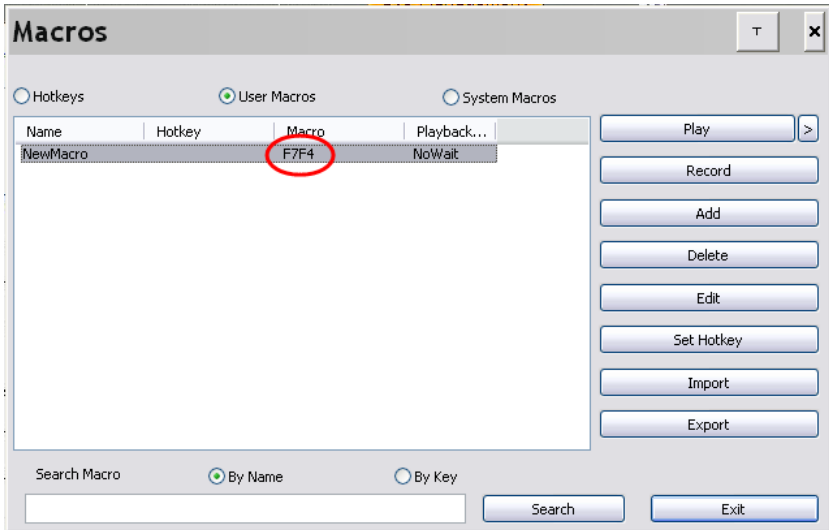 Macros
T
×
Hotkeys
User Macros
System Macros
Name Hotkey Macro Playback...
NewMacro F7F4 NoWait
Play
>
Record
Add
Delete
Edit
Set Hotkey
Import
Export
Search Macro
By Name
By Key
Search
Exit